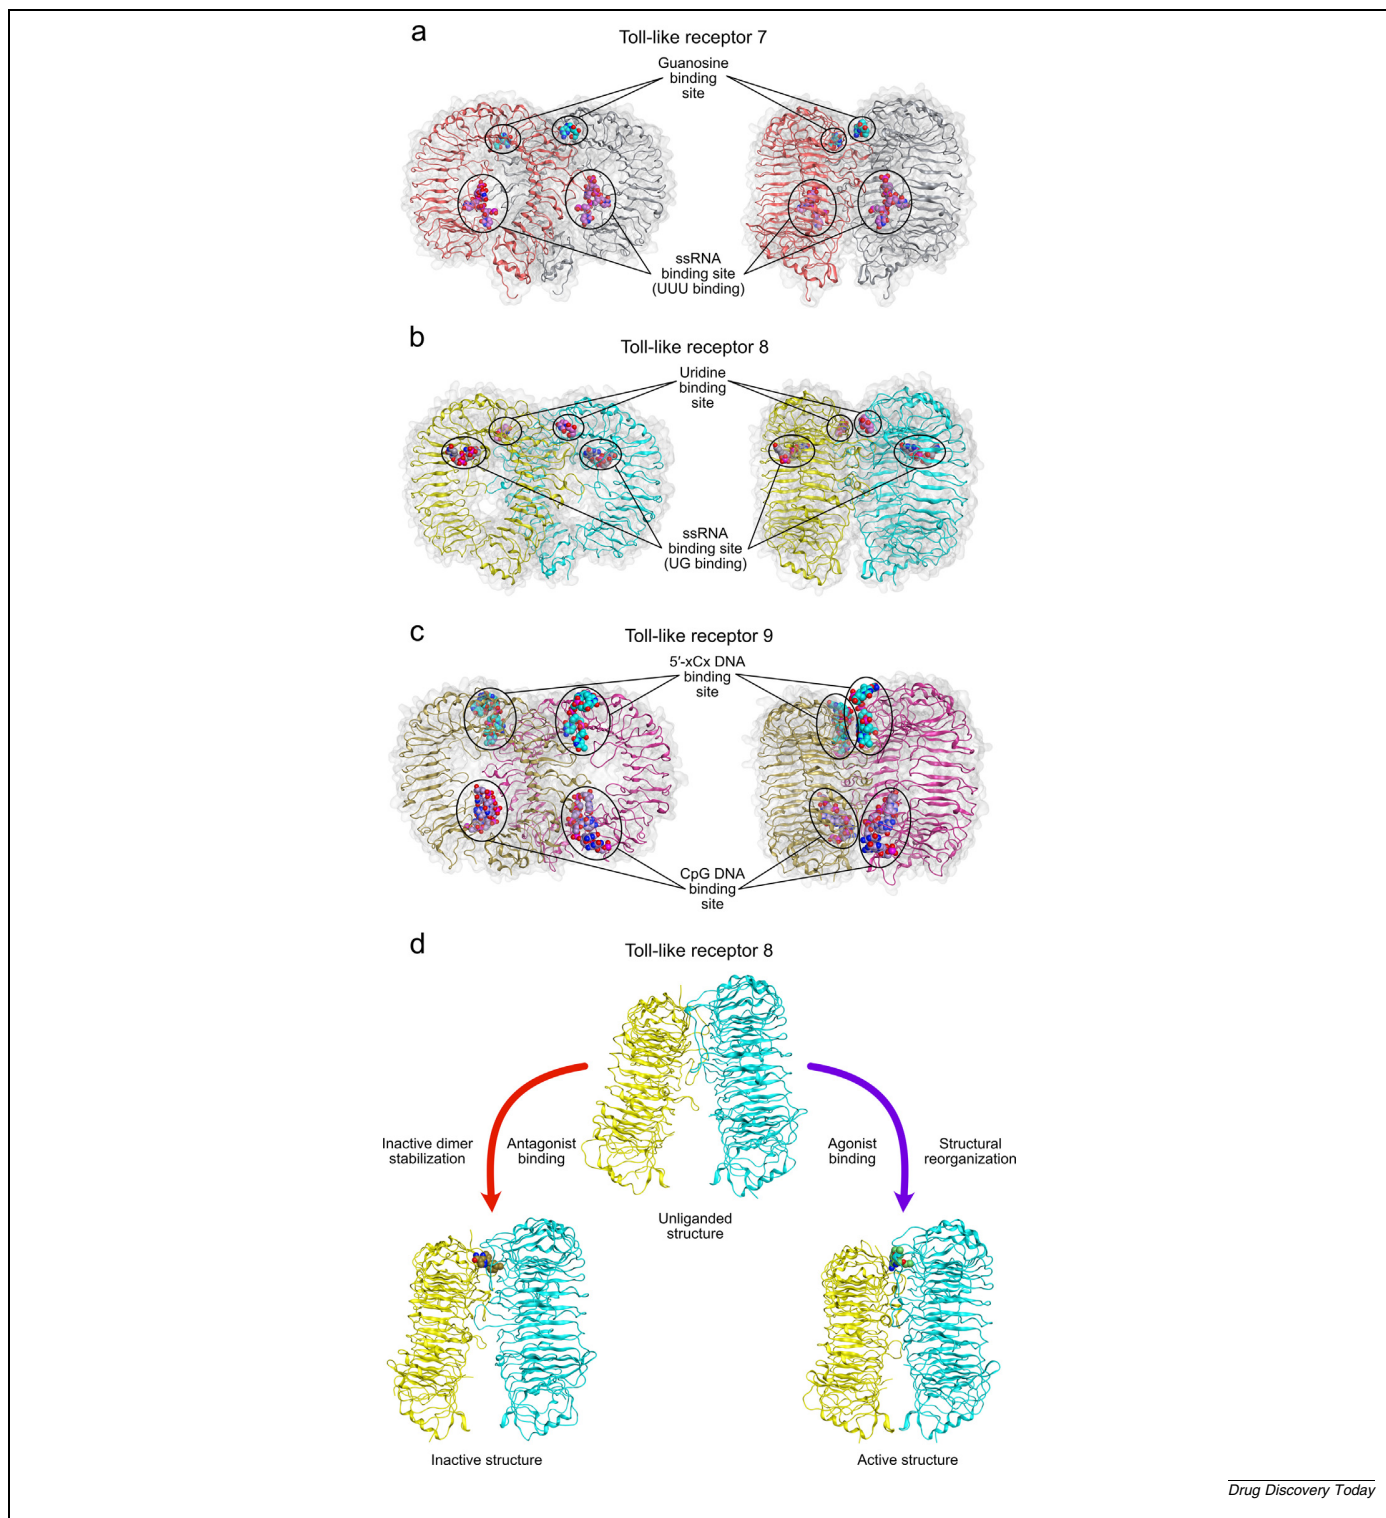 a
Toll-like receptor 7
Guanosine
binding
site
ssRNA
binding site
(UUU binding)
b
Toll-like receptor 8
Uridine
binding
site
ssRNA
binding site
(UG binding)
c
Toll-like receptor 9
5′-xCx DNA
binding
site
CpG DNA
binding
site
d
Toll-like receptor 8
Inactive dimer
stabilization
Antagonist
binding
Agonist
binding
Structural
reorganization
Unliganded
structure
Inactive structure
Active structure
Drug Discovery Today